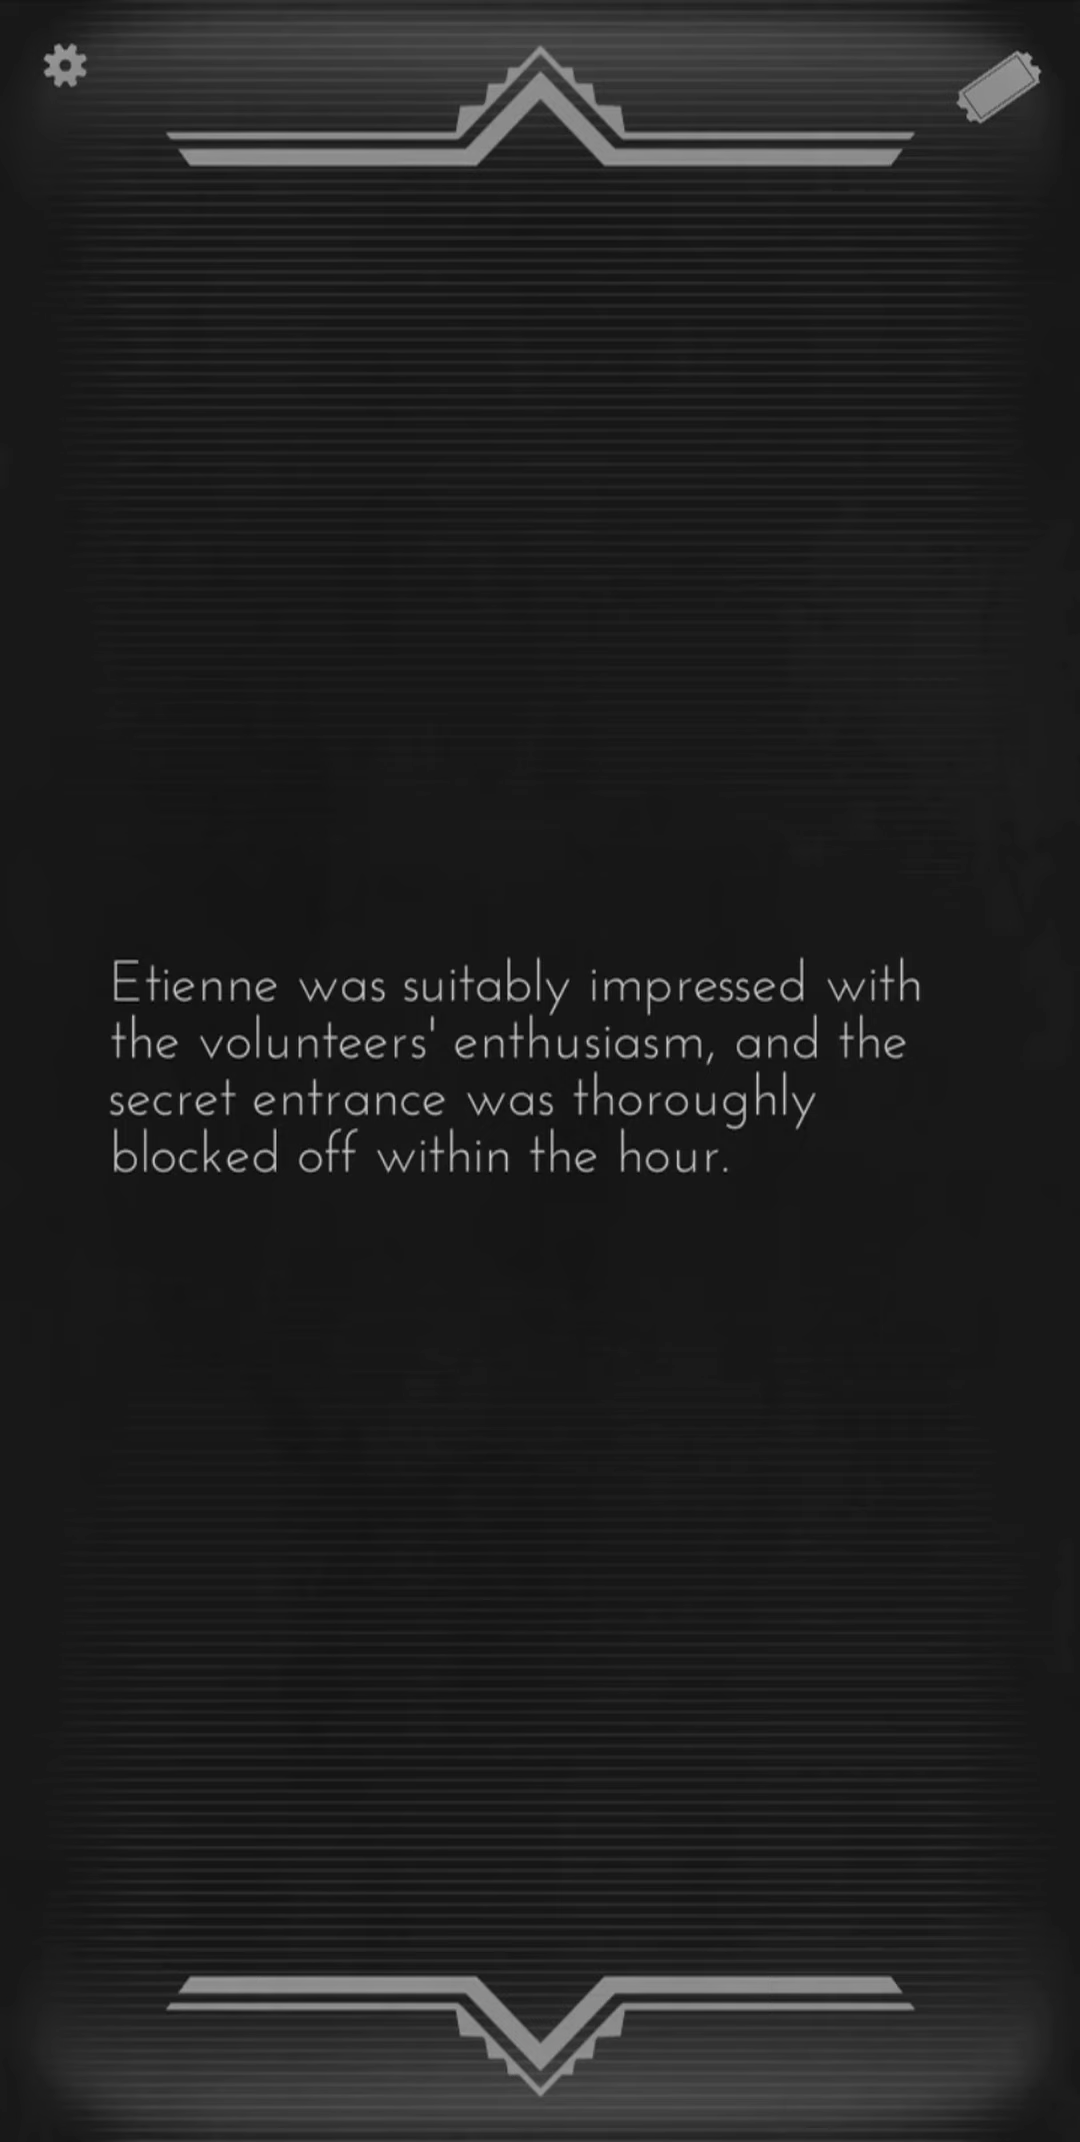 Etienne was suitably impressed with
the volunteers' enthusiasm, and the
secret entrance was thoroughly
blocked off within the hour.